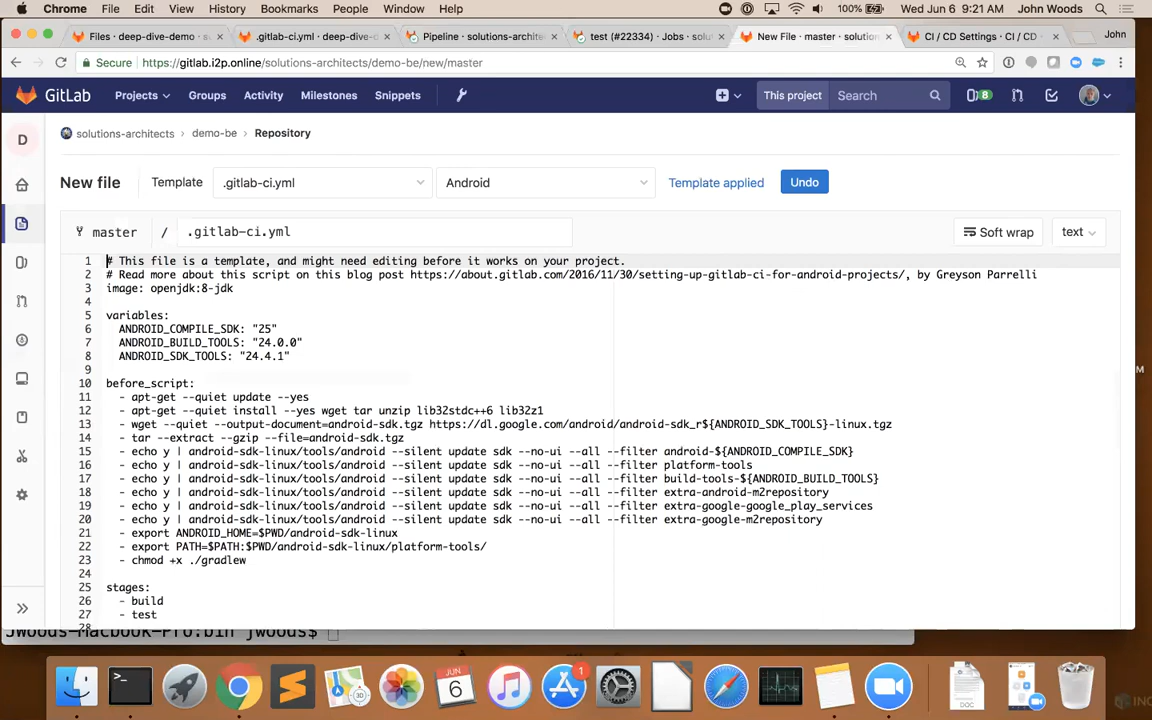 Chrome File Edit View History Bookmarks People Window Help 100% Wed Jun 6 9:21 AM John Woods
Files · deep-dive-demo · s × .gitlab-ci.yml · deep-dive-d × Pipeline · solutions-architec × test (#22334) · Jobs · solu × New File · master · solution × CI / CD Settings · CI / CD · × John
Secure https://gitlab.i2p.online/solutions-architects/demo-be/new/master
GitLab Projects Groups Activity Milestones Snippets This project Search 8
D solutions-architects › demo-be › Repository
New file Template .gitlab-ci.yml Android Template applied Undo
master / .gitlab-ci.yml Soft wrap text
1 # This file is a template, and might need editing before it works on your project.
2 # Read more about this script on this blog post https://about.gitlab.com/2016/11/30/setting-up-gitlab-ci-for-android-projects/, by Greyson Parrelli
3 image: openjdk:8-jdk
4
5 variables:
6 ANDROID_COMPILE_SDK: "25"
7 ANDROID_BUILD_TOOLS: "24.0.0"
8 ANDROID_SDK_TOOLS: "24.4.1"
9
10 before_script:
11 - apt-get --quiet update --yes
12 - apt-get --quiet install --yes wget tar unzip lib32stdc++6 lib32z1
13 - wget --quiet --output-document=android-sdk.tgz https://dl.google.com/android/android-sdk_r${ANDROID_SDK_TOOLS}-linux.tgz
14 - tar --extract --gzip --file=android-sdk.tgz
15 - echo y | android-sdk-linux/tools/android --silent update sdk --no-ui --all --filter android-${ANDROID_COMPILE_SDK}
16 - echo y | android-sdk-linux/tools/android --silent update sdk --no-ui --all --filter platform-tools
17 - echo y | android-sdk-linux/tools/android --silent update sdk --no-ui --all --filter build-tools-${ANDROID_BUILD_TOOLS}
18 - echo y | android-sdk-linux/tools/android --silent update sdk --no-ui --all --filter extra-android-m2repository
19 - echo y | android-sdk-linux/tools/android --silent update sdk --no-ui --all --filter extra-google-google_play_services
20 - echo y | android-sdk-linux/tools/android --silent update sdk --no-ui --all --filter extra-google-m2repository
21 - export ANDROID_HOME=$PWD/android-sdk-linux
22 - export PATH=$PATH:$PWD/android-sdk-linux/platform-tools/
23 - chmod +x ./gradlew
24
25 stages:
26 - build
27 - test
28
JWoods-Macbook-Pro:bin jwoods$
JUN
6
1
DOC